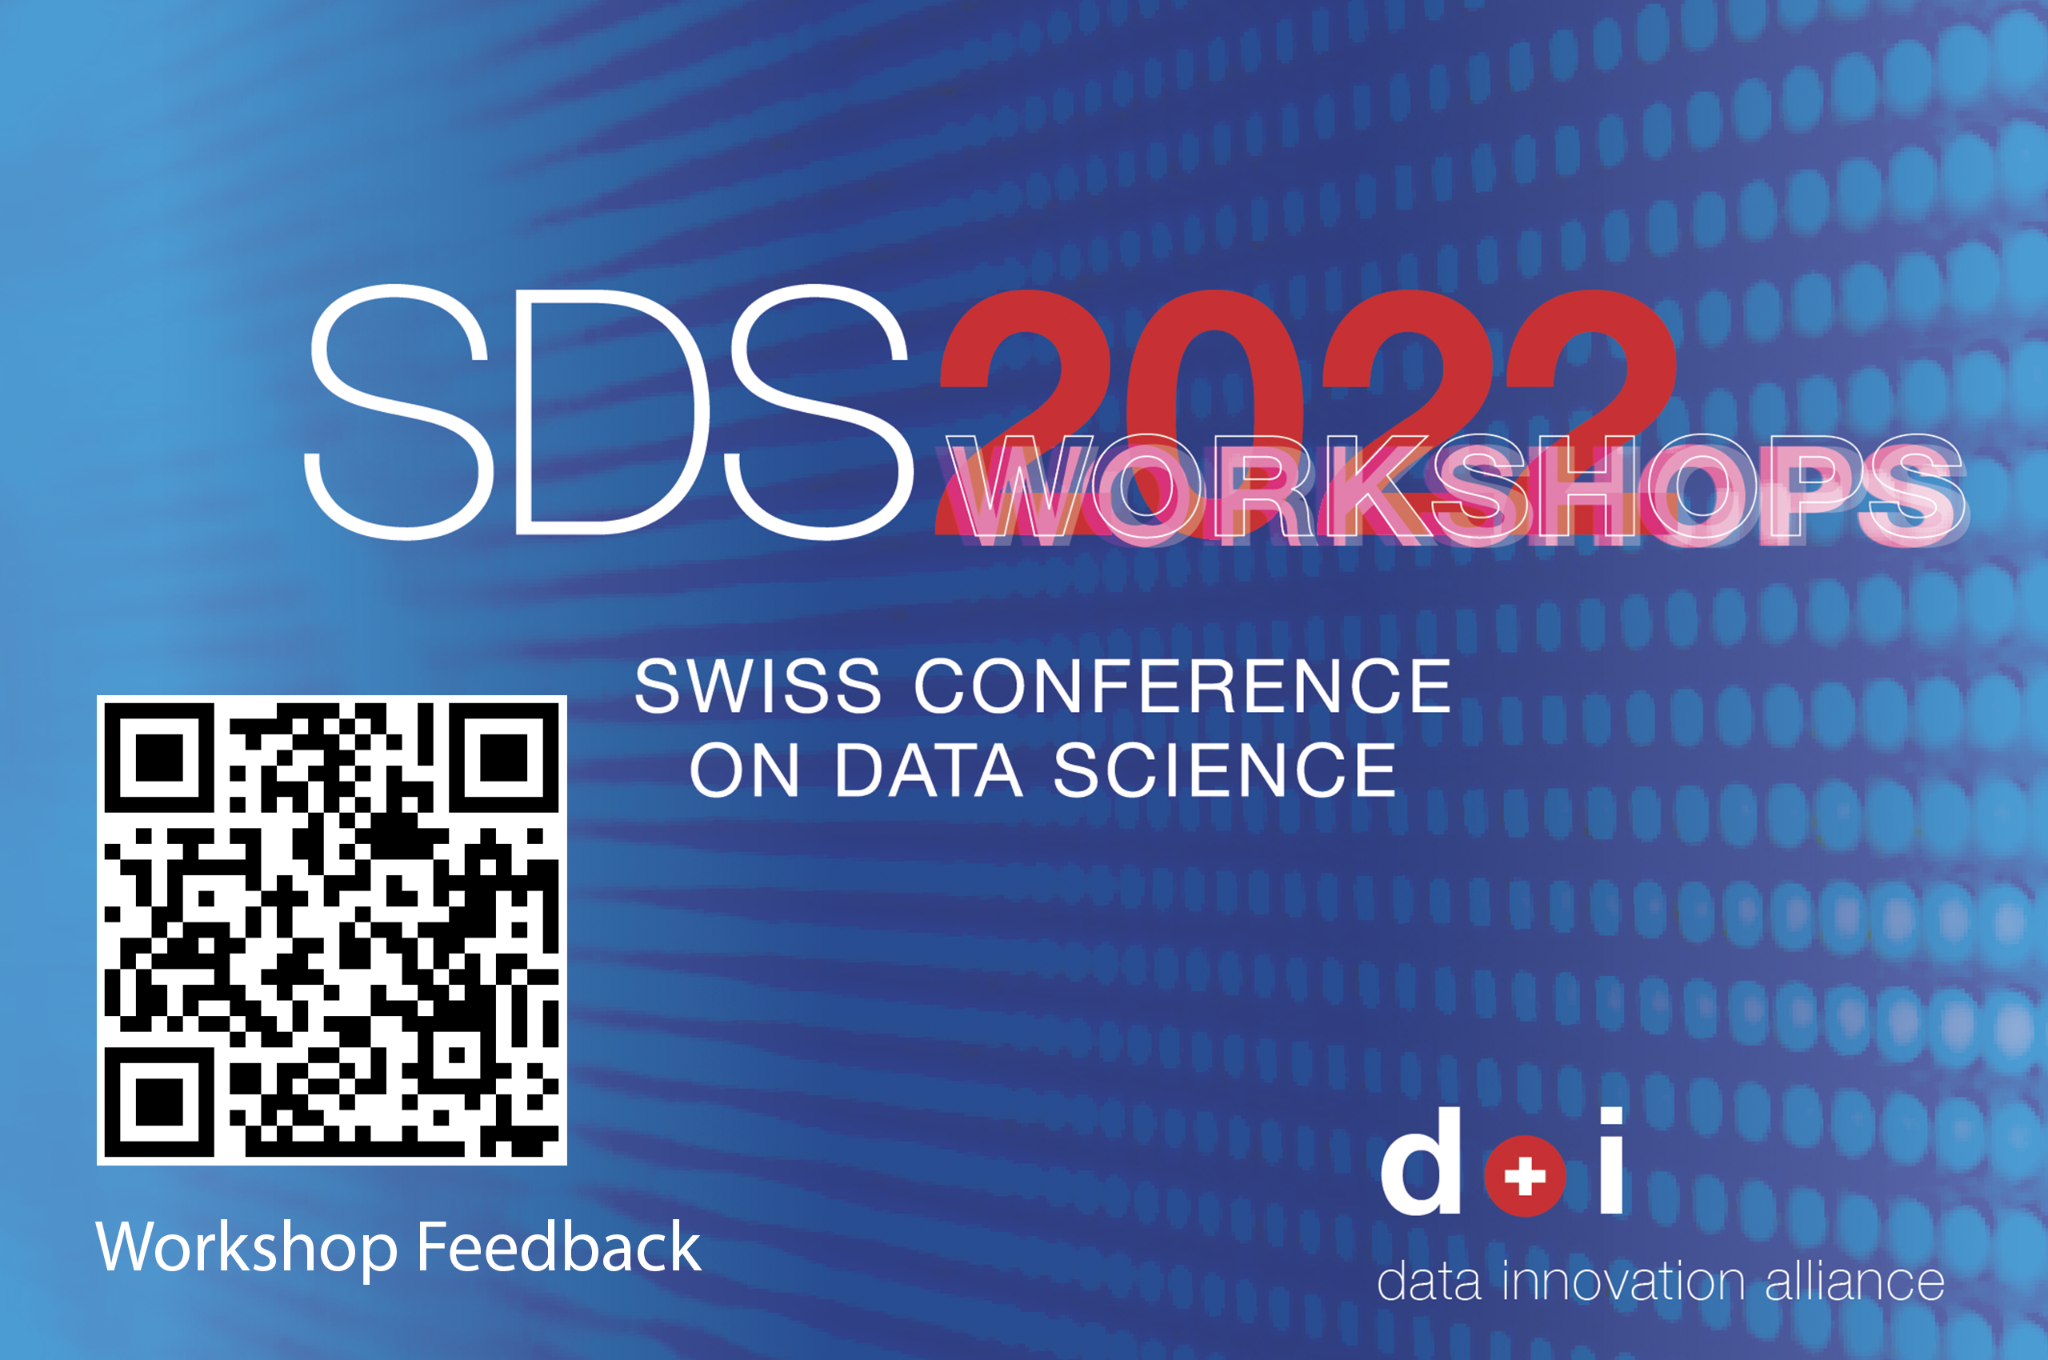 SDS2022
WORKSHOPS
SWISS CONFERENCE
ON DATA SCIENCE
Workshop Feedback
d+i
data innovation alliance